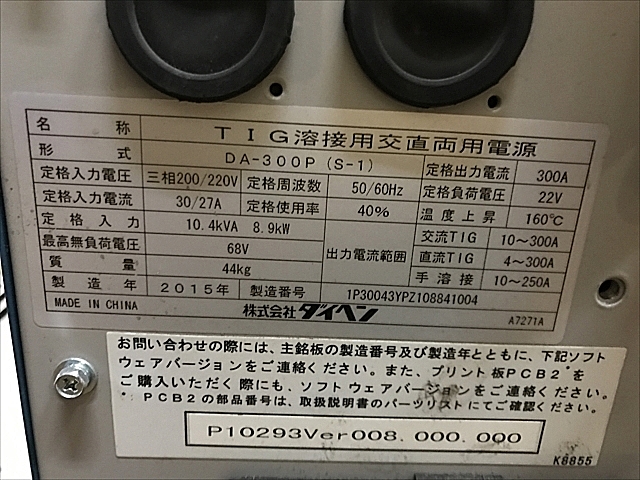 名称 TIG溶接用交直両用電源
形式 DA-300P (S-1) 定格出力電流 300A
定格入力電圧 三相200/220V 定格周波数 50/60Hz 定格負荷電圧 22V
定格入力電流 30/27A 定格使用率 40% 温度上昇 160℃
定格入力 10.4kVA 8.9kW 出力電流範囲 交流TIG 10～300A
最高無負荷電圧 68V 直流TIG 4～300A
質量 44kg 手溶接 10～250A
製造年 2015年 製造番号 1P30043YPZ108841004
MADE IN CHINA 株式会社ダイヘン A7271A
お問い合わせの際には、主銘板の製造番号及び製造年とともに、下記ソフト
ウェアバージョンをご連絡ください。また、プリント板PCB2*を
ご購入いただく際にも、ソフトウェアバージョンをご連絡ください。
* PCB2の部品番号は、取扱説明書のパーツリストにてご確認ください。
P10293Ver008.000.000
K8855